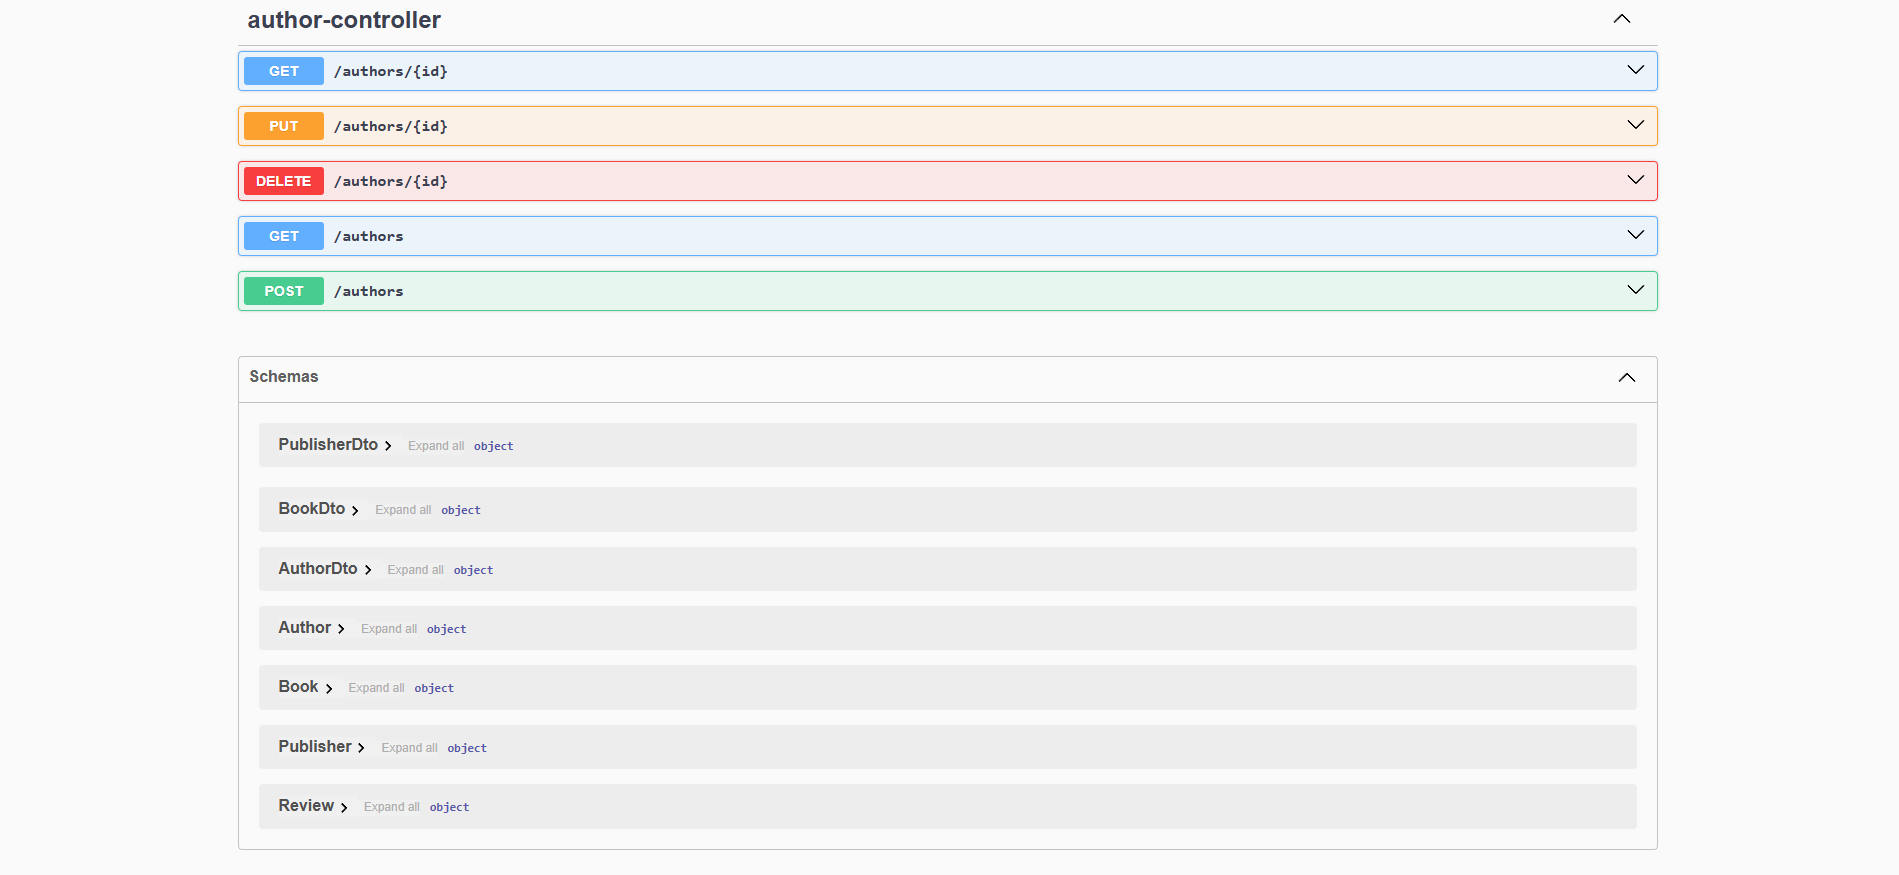 author-controller
GET /authors/{id}
PUT /authors/{id}
DELETE /authors/{id}
GET /authors
POST /authors
Schemas
PublisherDto Expand all object
BookDto Expand all object
AuthorDto Expand all object
Author Expand all object
Book Expand all object
Publisher Expand all object
Review Expand all object